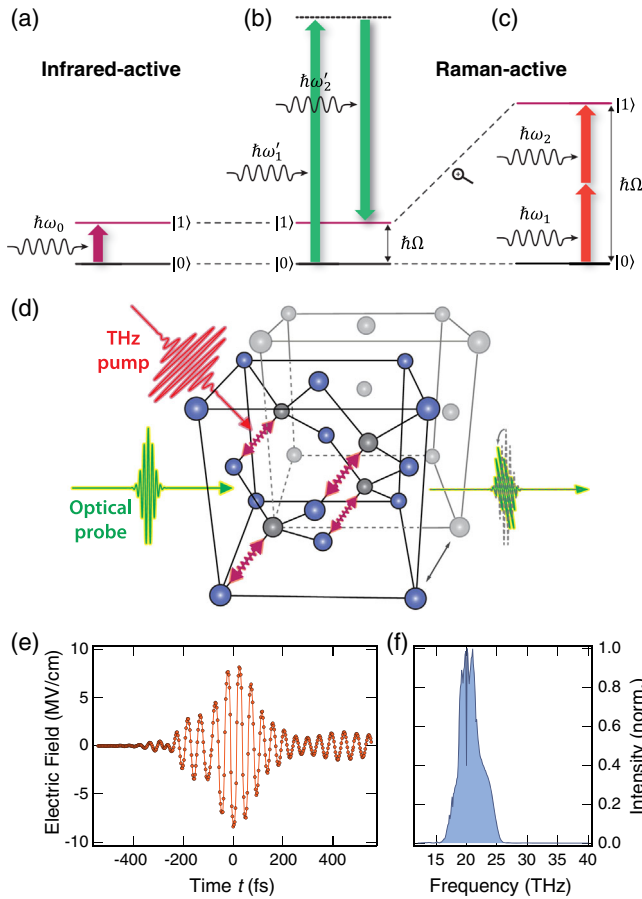 (a)
(b)
(c)
Infrared-active
Raman-active
ħω′₂
|1⟩
ħω₂
ħω′₁
ħΩ
ħω₀
|1⟩
|1⟩
ħω₁
ħΩ
|0⟩
|0⟩
|0⟩
(d)
THz
pump
Optical
probe
(e)
(f)
10
5
0
-5
-10
Electric Field (MV/cm)
-400
-200
0
200
400
Time t (fs)
1.0
0.8
0.6
0.4
0.2
0.0
Intensity (norm.)
15
20
25
30
35
40
Frequency (THz)